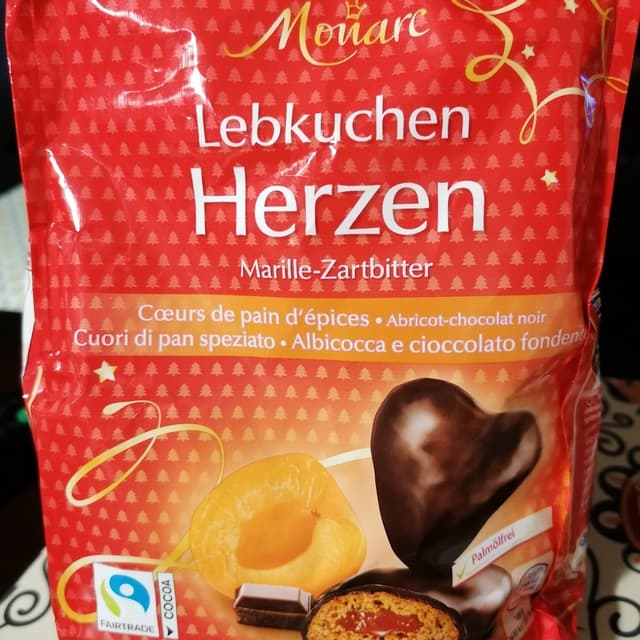 Monarc
Lebkuchen
Herzen
Marille-Zartbitter
Cœurs de pain d'épices • Abricot-chocolat noir
Cuori di pan speziato • Albicocca e cioccolato fondent
Palmölfrei
FAIRTRADE
COCOA